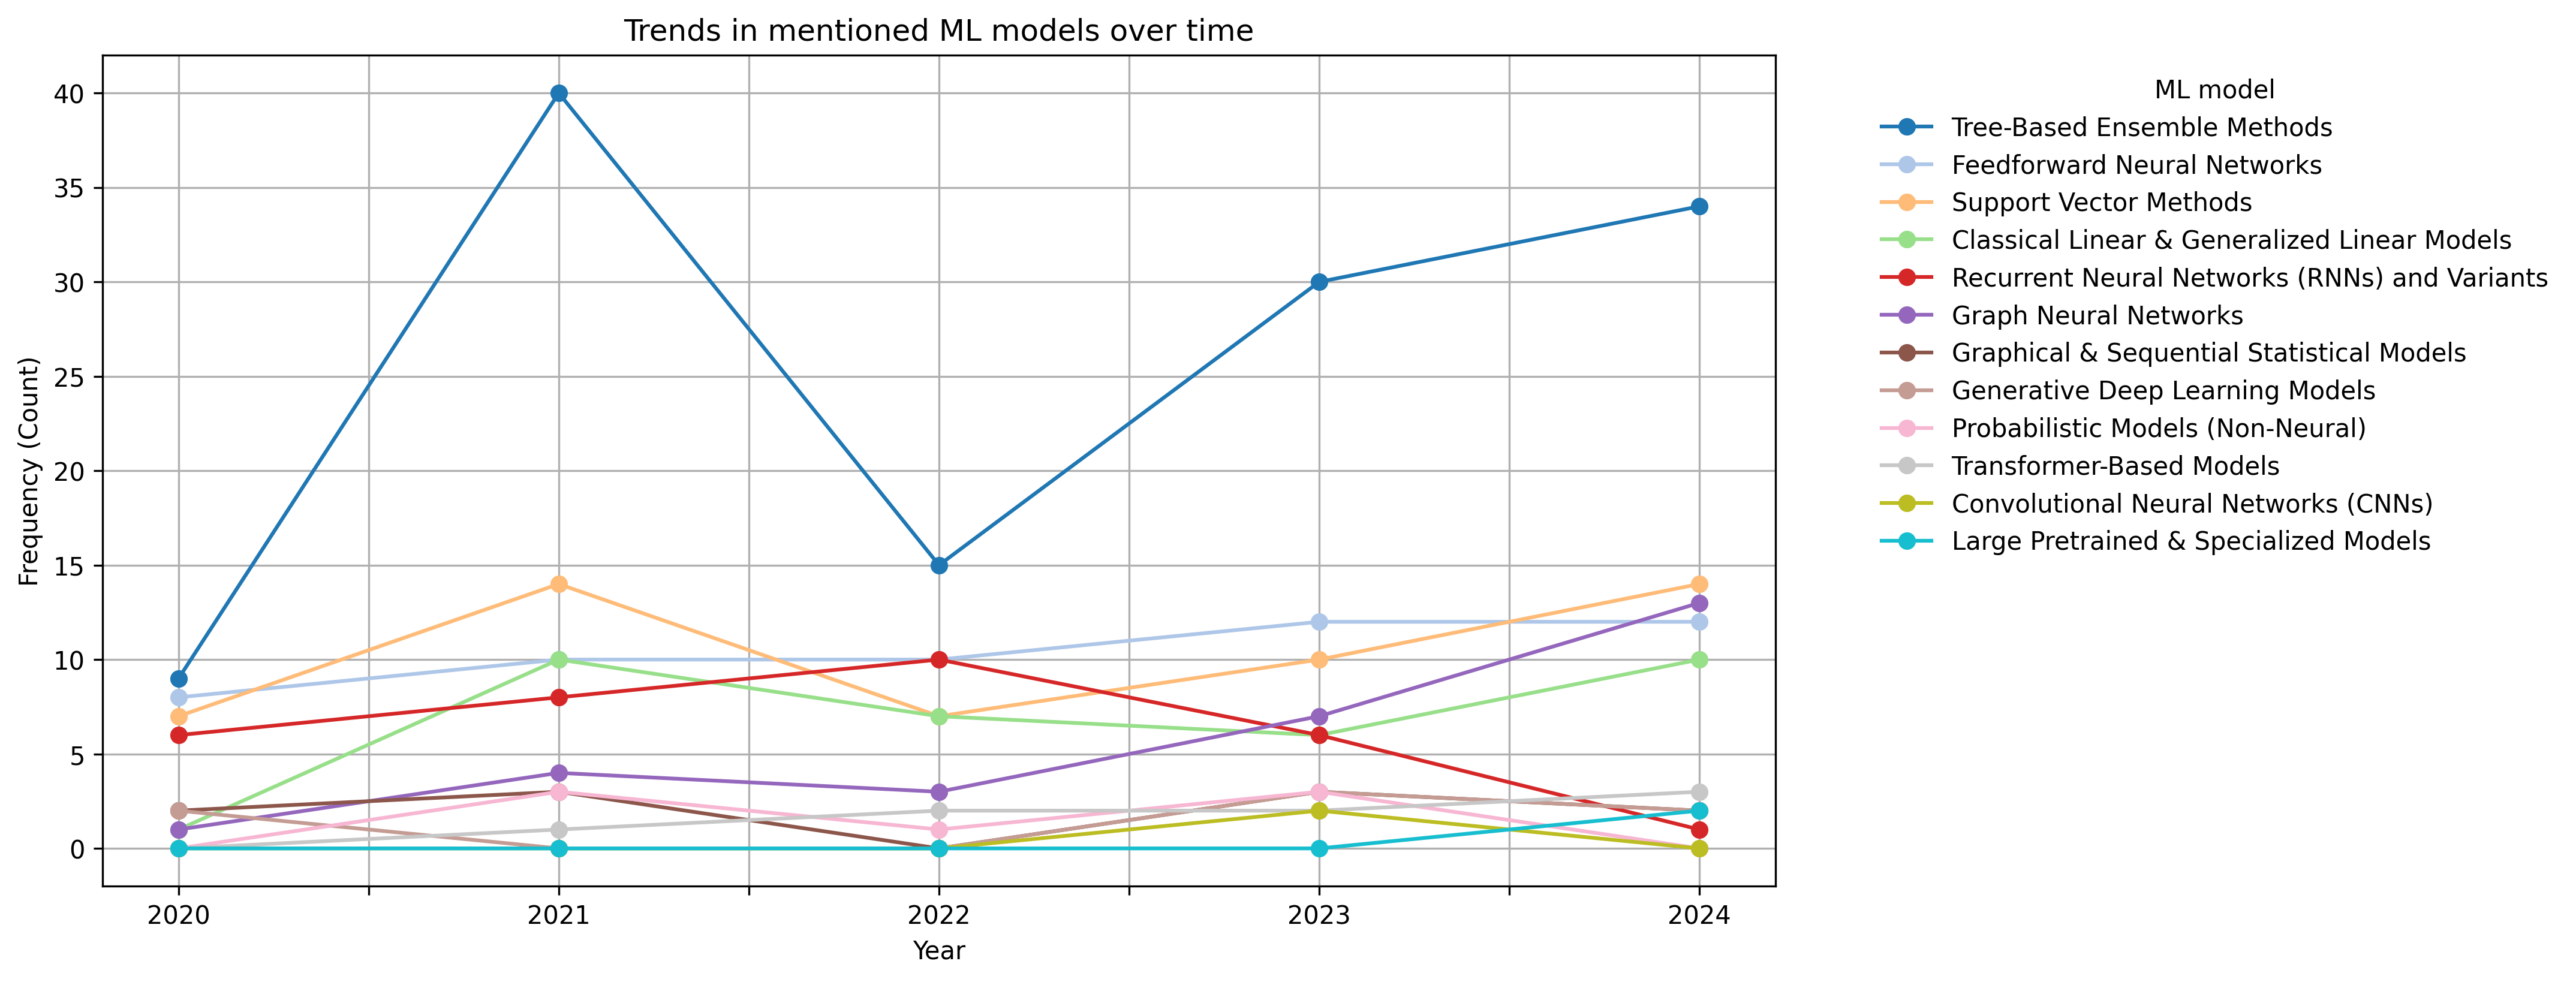 Trends in mentioned ML models over time
Frequency (Count)
40
35
30
25
20
15
10
5
0
2020
2021
2022
2023
2024
Year
ML model
Tree-Based Ensemble Methods
Feedforward Neural Networks
Support Vector Methods
Classical Linear & Generalized Linear Models
Recurrent Neural Networks (RNNs) and Variants
Graph Neural Networks
Graphical & Sequential Statistical Models
Generative Deep Learning Models
Probabilistic Models (Non-Neural)
Transformer-Based Models
Convolutional Neural Networks (CNNs)
Large Pretrained & Specialized Models